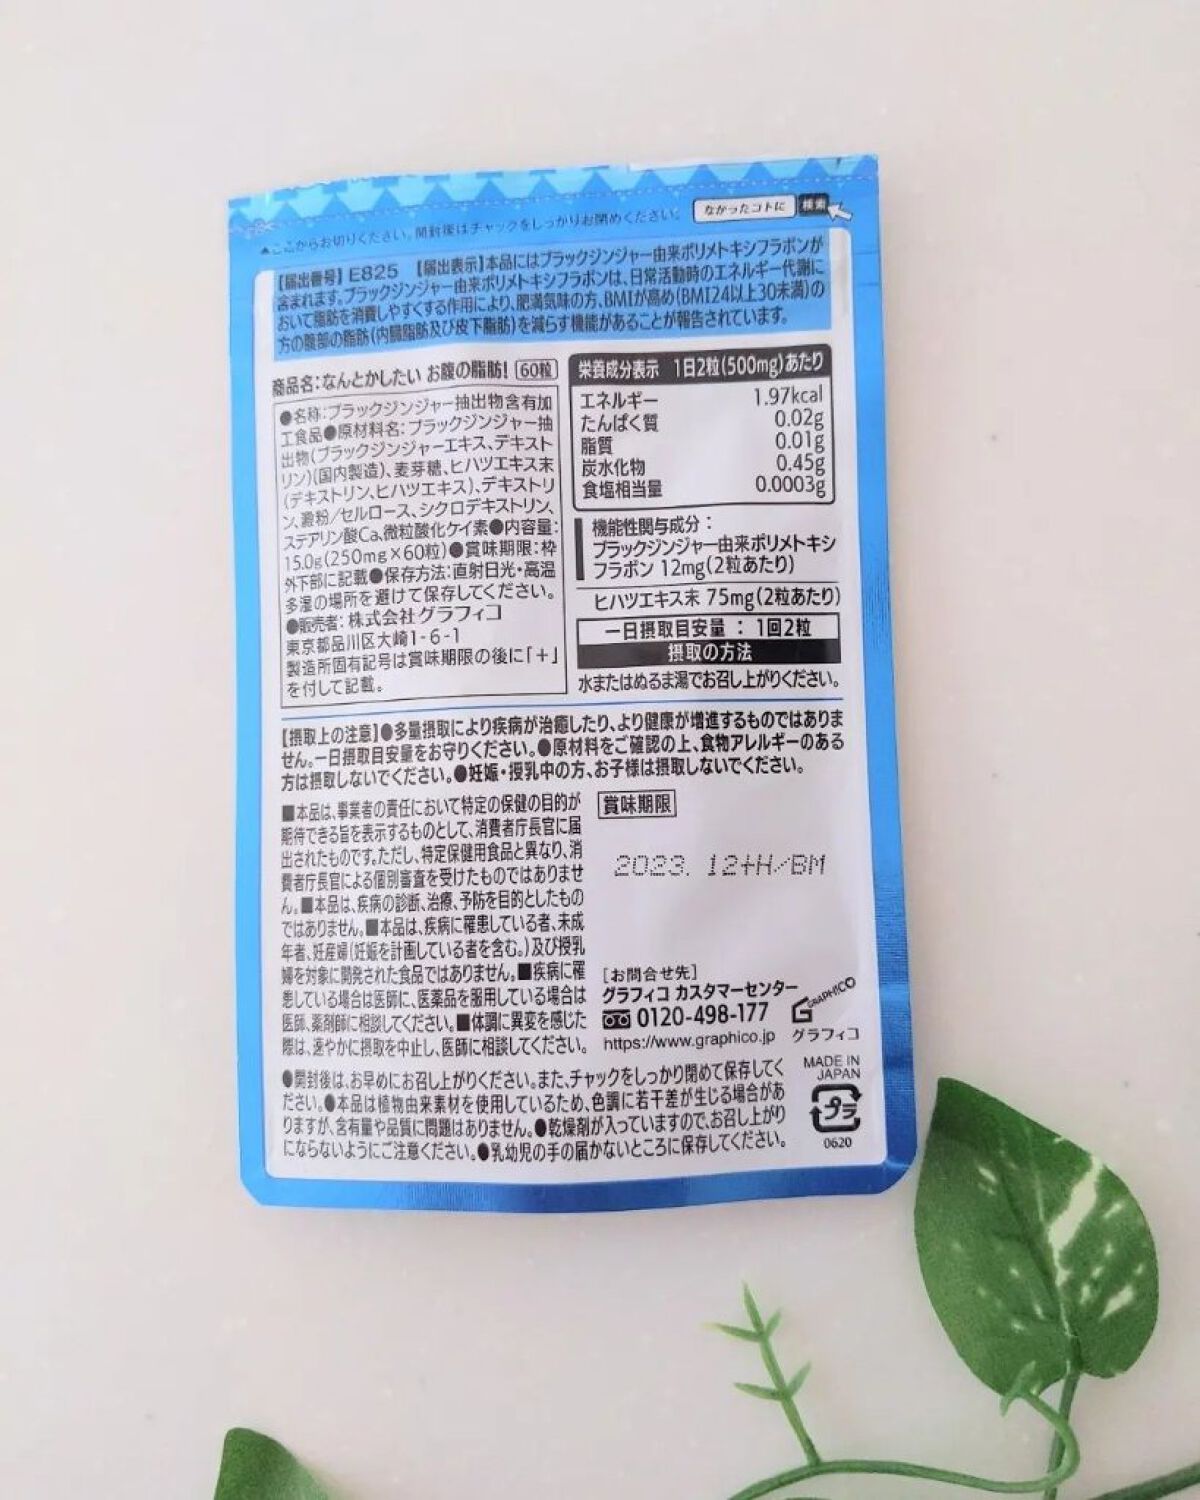 なかったコトに 検索
▲ここからお切りください。開封後はチャックをしっかりお閉めください。
【届出番号】E825 【届出表示】本品にはブラックジンジャー由来ポリメトキシフラボンが
含まれます。ブラックジンジャー由来ポリメトキシフラボンは、日常活動時のエネルギー代謝に
おいて脂肪を消費しやすくする作用により、肥満気味の方、BMIが高め(BMI24以上30未満)の
方の腹部の脂肪(内臓脂肪及び皮下脂肪)を減らす機能があることが報告されています。
商品名:なんとかしたい お腹の脂肪! 60粒
●名称:ブラックジンジャー抽出物含有加
工食品●原材料名:ブラックジンジャー抽
出物(ブラックジンジャーエキス、デキスト
リン)(国内製造)、麦芽糖、ヒハツエキス末
(デキストリン、ヒハツエキス)、デキストリ
ン、澱粉/セルロース、シクロデキストリン、
ステアリン酸Ca、微粒酸化ケイ素●内容量:
15.0g(250mg×60粒)●賞味期限:枠
外下部に記載●保存方法:直射日光・高温
多湿の場所を避けて保存してください。
●販売者:株式会社グラフィコ
東京都品川区大崎1-6-1
製造所固有記号は賞味期限の後に「+」
を付して記載。
栄養成分表示 1日2粒(500mg)あたり
エネルギー 1.97kcal
たんぱく質 0.02g
脂質 0.01g
炭水化物 0.45g
食塩相当量 0.0003g
機能性関与成分:
ブラックジンジャー由来ポリメトキシ
フラボン 12mg(2粒あたり)
ヒハツエキス末 75mg(2粒あたり)
一日摂取目安量 : 1回2粒
摂取の方法
水またはぬるま湯でお召し上がりください。
【摂取上の注意】●多量摂取により疾病が治癒したり、より健康が増進するものではありま
せん。一日摂取目安量をお守りください。●原材料をご確認の上、食物アレルギーのある
方は摂取しないでください。●妊娠・授乳中の方、お子様は摂取しないでください。
■本品は、事業者の責任において特定の保健の目的が
期待できる旨を表示するものとして、消費者庁長官に届
出されたものです。ただし、特定保健用食品と異なり、消
費者庁長官による個別審査を受けたものではありませ
ん。■本品は、疾病の診断、治療、予防を目的としたもの
ではありません。■本品は、疾病に罹患している者、未成
年者、妊産婦(妊娠を計画している者を含む。)及び授乳
婦を対象に開発された食品ではありません。■疾病に罹
患している場合は医師に、医薬品を服用している場合は
医師、薬剤師に相談してください。■体調に異変を感じた
際は、速やかに摂取を中止し、医師に相談してください。
賞味期限
2023. 12+H/BM
[お問合せ先]
グラフィコ カスタマーセンター
0120-498-177
https://www.graphico.jp
GRAPHICO
グラフィコ
●開封後は、お早めにお召し上がりください。また、チャックをしっかり閉めて保存してく
ださい。●本品は植物由来素材を使用しているため、色調に若干差が生じる場合があ
りますが、含有量や品質に問題はありません。●乾燥剤が入っていますので、お召し上がり
にならないようにご注意ください。●乳幼児の手の届かないところに保存してください。
MADE IN
JAPAN
プラ
0620